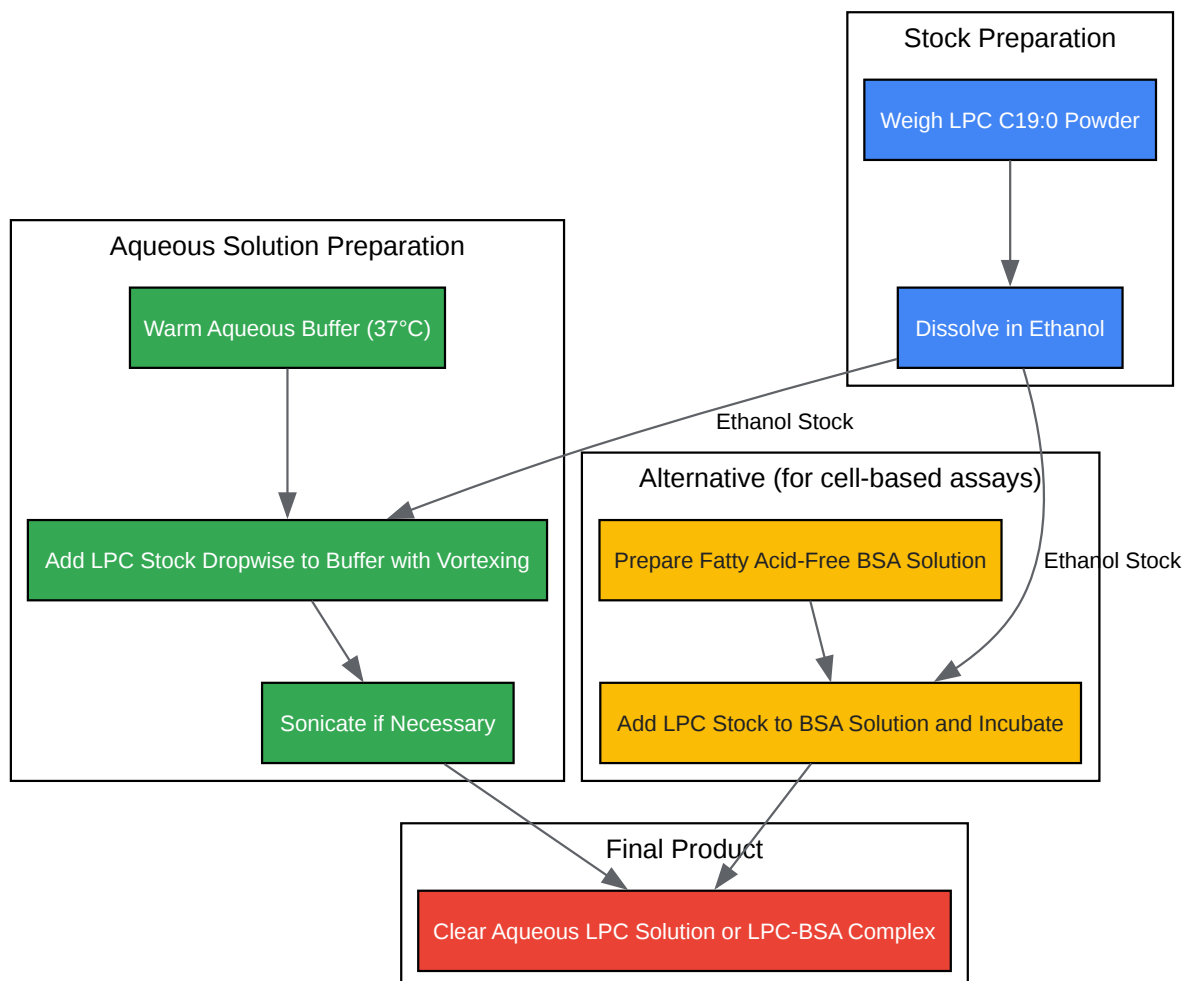 Stock Preparation
Weigh LPC C19:0 Powder
Dissolve in Ethanol
Aqueous Solution Preparation
Warm Aqueous Buffer (37°C)
Ethanol Stock
Add LPC Stock Dropwise to Buffer with Vortexing
Sonicate if Necessary
Alternative (for cell-based assays)
Prepare Fatty Acid-Free BSA Solution
Ethanol Stock
Add LPC Stock to BSA Solution and Incubate
Final Product
Clear Aqueous LPC Solution or LPC-BSA Complex